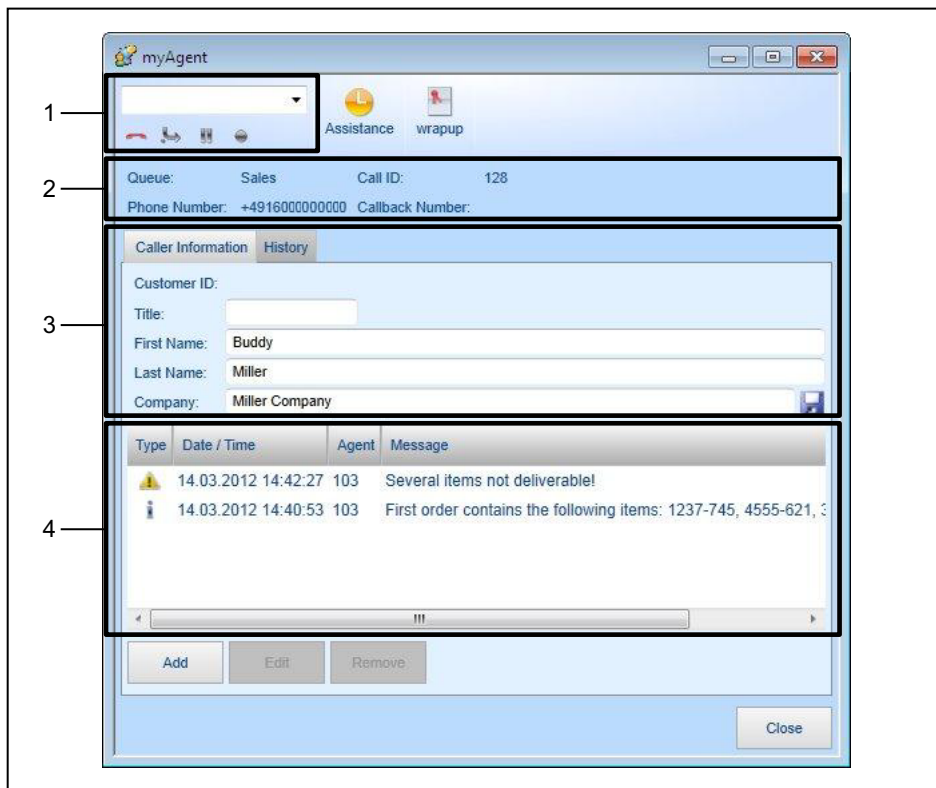 myAgent
1
Assistance wrapup
2
Queue: Sales Call ID: 128
Phone Number: +4916000000000 Callback Number:
3
Caller Information History
Customer ID:
Title:
First Name: Buddy
Last Name: Miller
Company: Miller Company
4
Type Date / Time Agent Message
14.03.2012 14:42:27 103 Several items not deliverable!
14.03.2012 14:40:53 103 First order contains the following items: 1237-745, 4555-621,
Add Edit Remove
Close